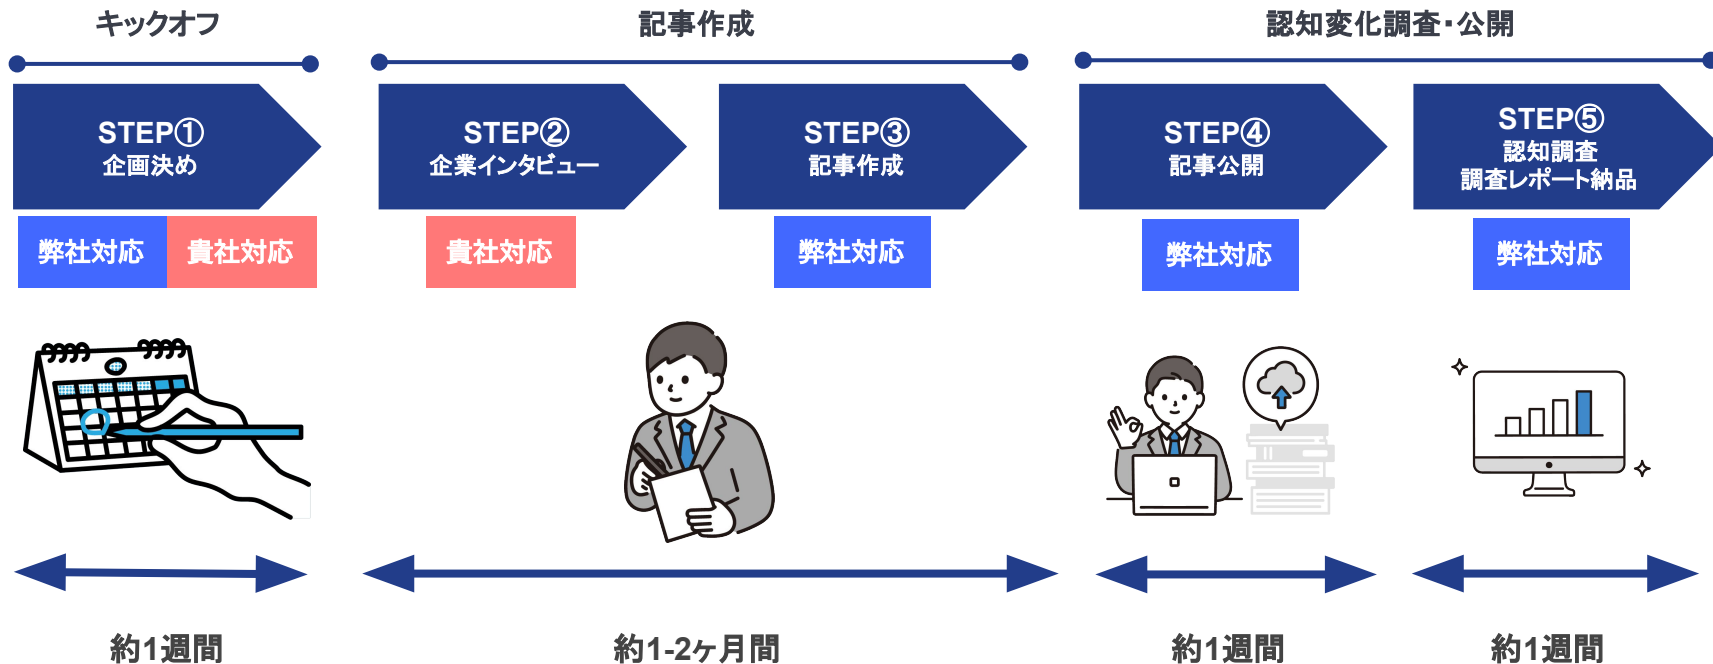 キックオフ
記事作成
認知変化調査・公開
STEP①
企画決め
STEP②
企業インタビュー
STEP③
記事作成
STEP④
記事公開
STEP⑤
認知調査
調査レポート納品
弊社対応
貴社対応
貴社対応
弊社対応
弊社対応
弊社対応
約1週間
約1-2ヶ月間
約1週間
約1週間